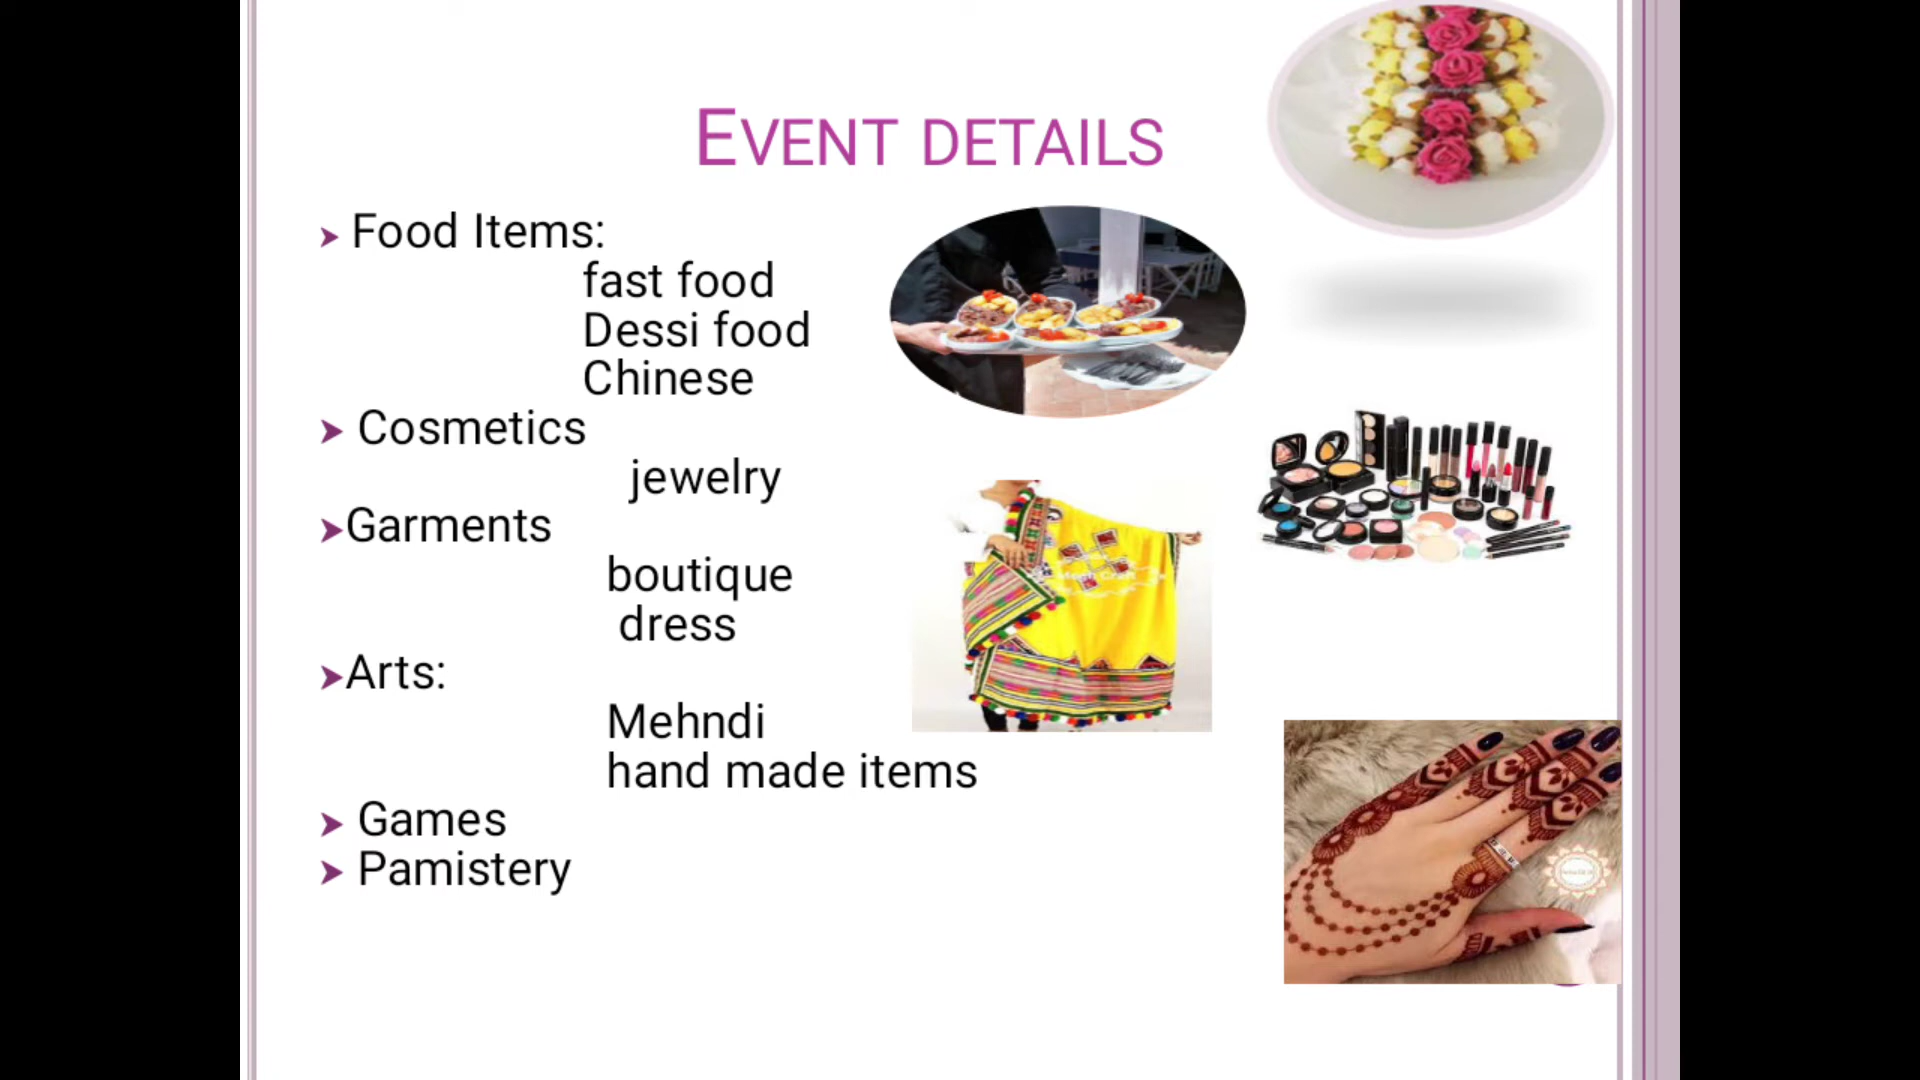 EVENT DETAILS
Food Items:
fast food
Dessi food
Chinese
Cosmetics
jewelry
Garments
boutique
dress
Arts:
Mehndi
hand made items
Games
Pamistery